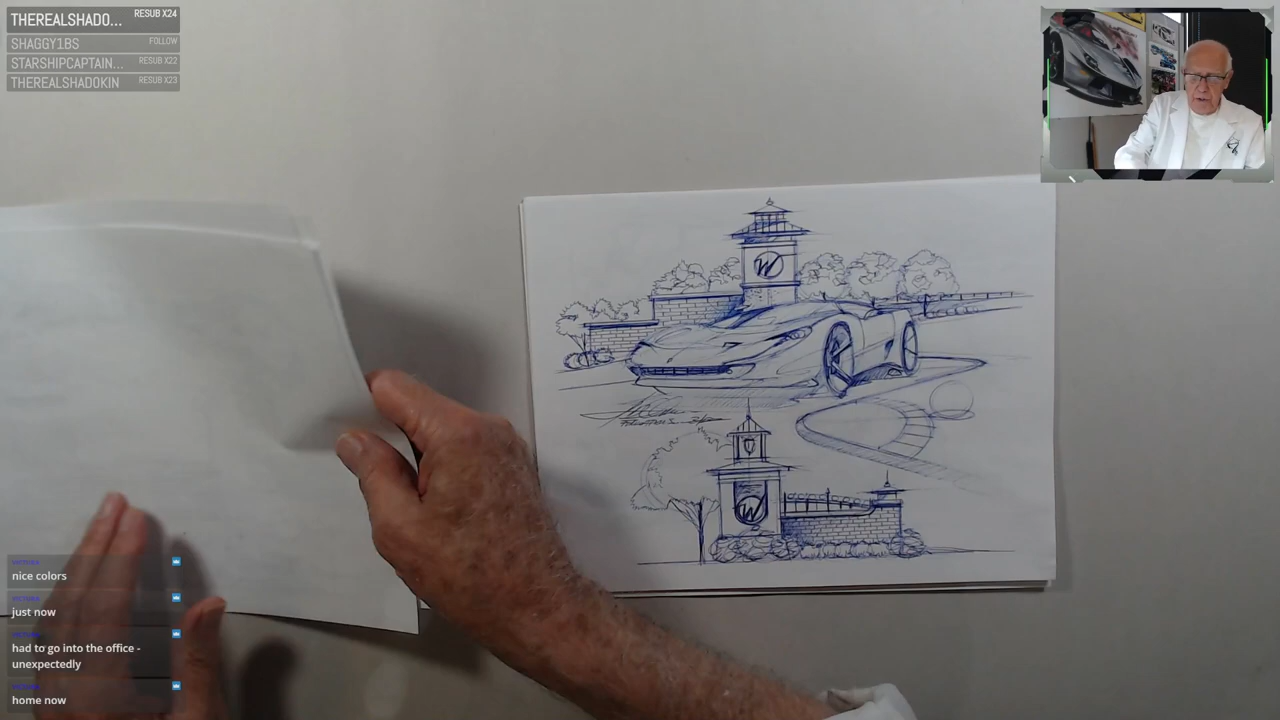 THEREALSHADO... RESUB X24
SHAGGY1BS FOLLOW
STARSHIPCAPTAIN... RESUB X22
THEREALSHADOKIN RESUB X23
W
W
nice colors
just now
had to go into the office -
unexpectedly
home now